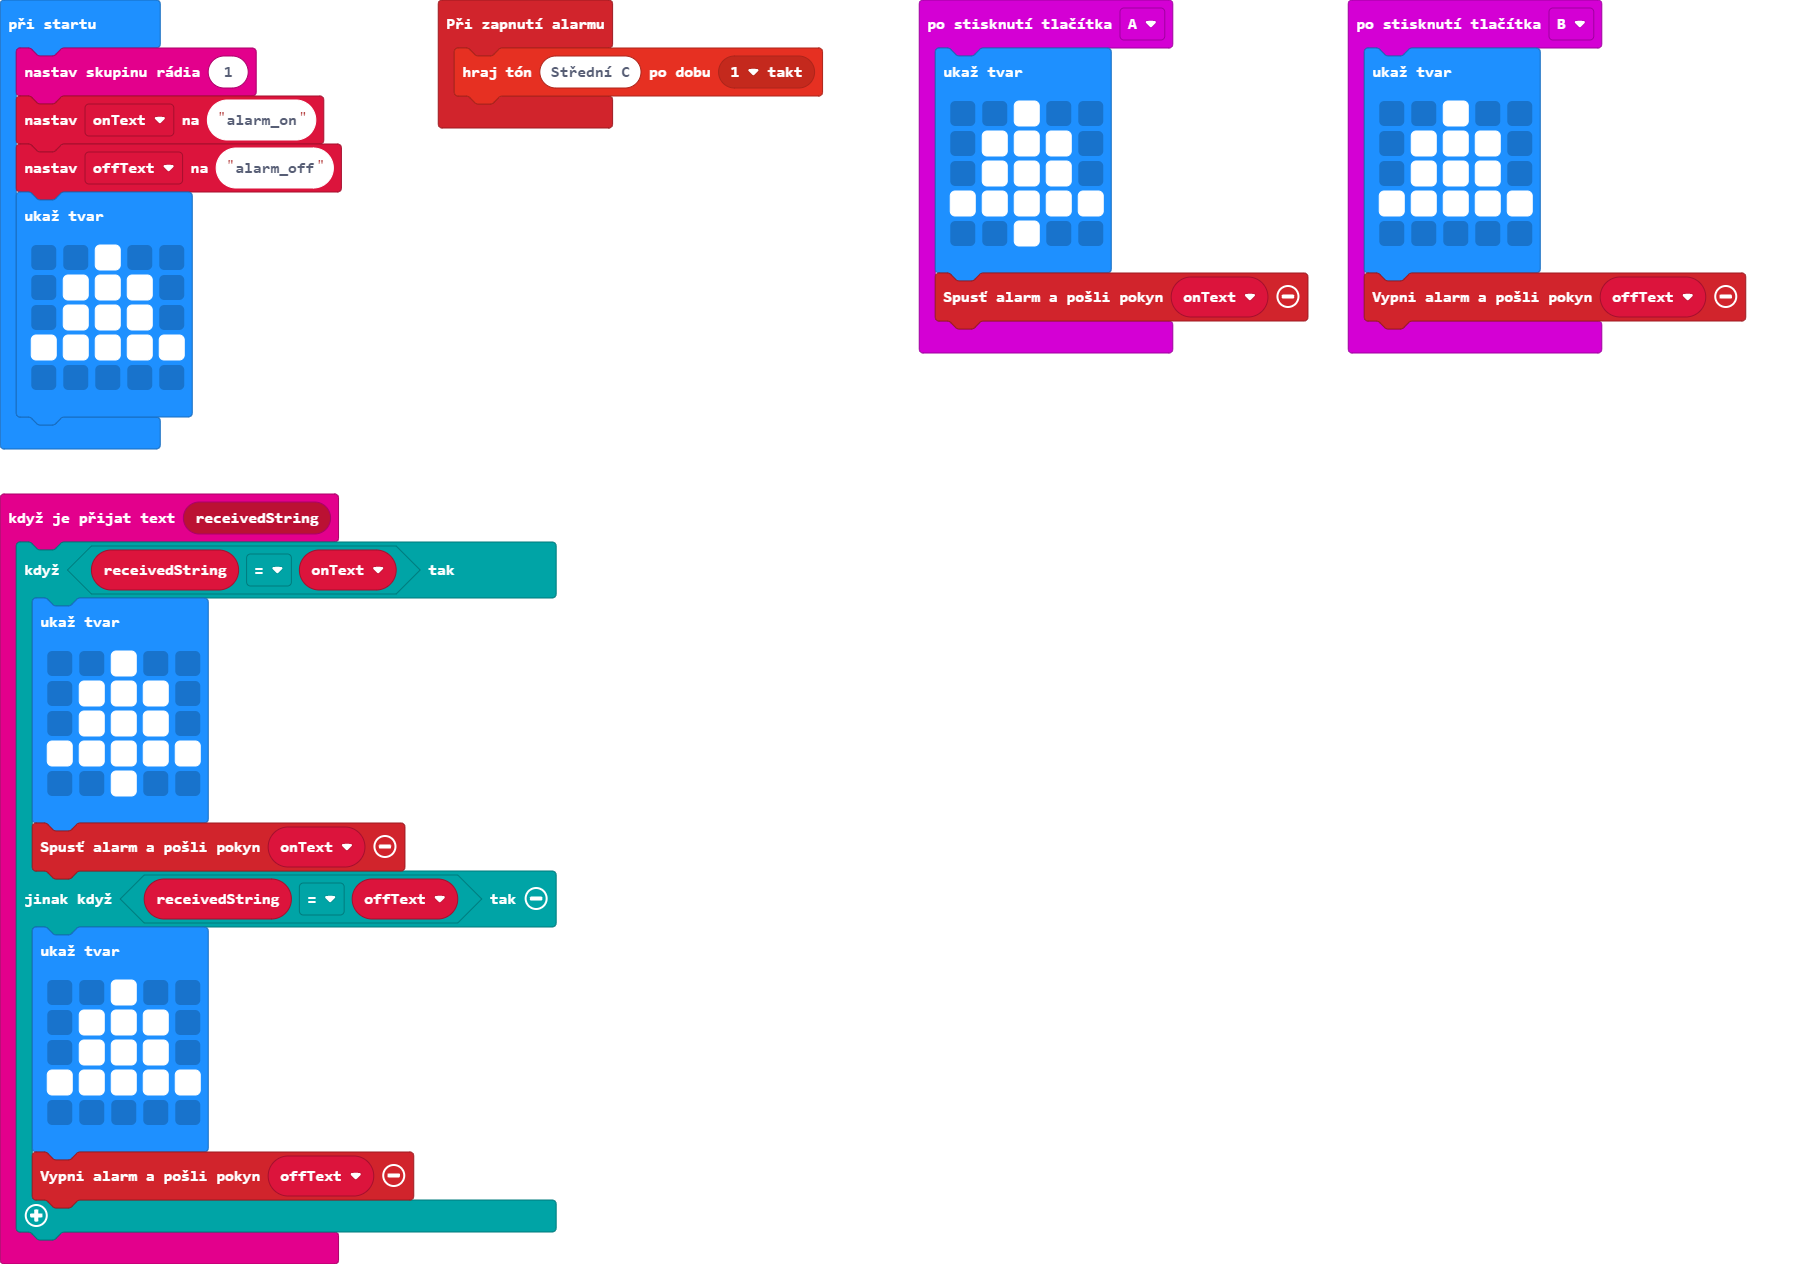 při startu
nastav skupinu rádia 1
nastav onText na "alarm_on"
nastav offText na "alarm_off"
ukaž tvar
Při zapnutí alarmu
hraj tón Střední C po dobu 1 takt
po stisknutí tlačítka A
ukaž tvar
Spusť alarm a pošli pokyn onText
po stisknutí tlačítka B
ukaž tvar
Vypni alarm a pošli pokyn offText
když je přijat text receivedString
když receivedString = onText tak
ukaž tvar
Spusť alarm a pošli pokyn onText
jinak když receivedString = offText tak
ukaž tvar
Vypni alarm a pošli pokyn offText